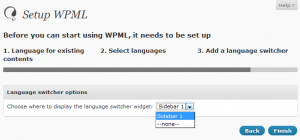 Help
Setup WPML
Before you can start using WPML, it needs to be set up
1. Language for existing contents
2. Select languages
3. Add a language switcher
Language switcher options
Choose where to display the language switcher widget: Sidebar 1
Sidebar 1
--none--
Back
Finish